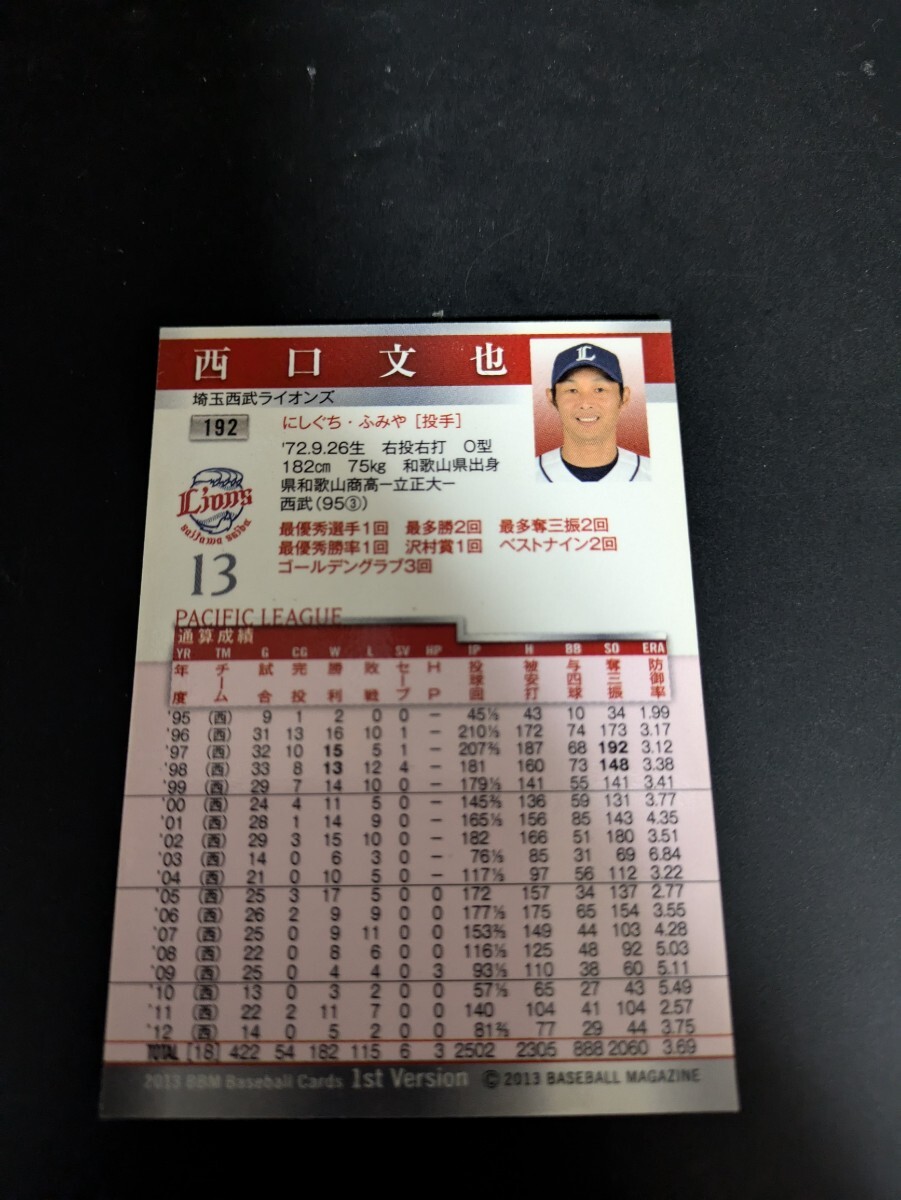 西口文也
埼玉西武ライオンズ
192
にしぐち・ふみや [投手]
'72.9.26生 右投右打 O型
182cm 75kg 和歌山県出身
県和歌山商高ー立正大ー
西武(95③)
Lions
saitama seibu
13
最優秀選手1回 最多勝2回 最多奪三振2回
最優秀勝率1回 沢村賞1回 ベストナイン2回
ゴールデングラブ3回
PACIFIC LEAGUE
通算成績
YR TM G CG W L SV HP IP H BB SO ERA
年度 チーム 試合 完投 勝利 敗戦 セーブ HP 投球回 被安打 与四球 奪三振 防御率
'95 (西) 9 1 2 0 0 - 45⅓ 43 10 34 1.99
'96 (西) 31 13 16 10 1 - 210⅓ 172 74 173 3.17
'97 (西) 32 10 15 5 1 - 207⅔ 187 68 192 3.12
'98 (西) 33 8 13 12 4 - 181 160 73 148 3.38
'99 (西) 29 7 14 10 0 - 179⅓ 141 55 141 3.41
'00 (西) 24 4 11 5 0 - 145⅔ 136 59 131 3.77
'01 (西) 28 1 14 9 0 - 165⅓ 156 85 143 4.35
'02 (西) 29 3 15 10 0 - 182 166 51 180 3.51
'03 (西) 14 0 6 3 0 - 76⅓ 85 31 69 6.84
'04 (西) 21 0 10 5 0 - 117⅓ 97 56 112 3.22
'05 (西) 25 3 17 5 0 0 172 157 34 137 2.77
'06 (西) 26 2 9 9 0 0 177⅓ 175 65 154 3.55
'07 (西) 25 0 9 11 0 0 153⅔ 149 44 103 4.28
'08 (西) 22 0 8 6 0 0 116⅓ 125 48 92 5.03
'09 (西) 25 0 4 4 0 3 93⅓ 110 38 60 5.11
'10 (西) 13 0 3 2 0 0 57⅓ 65 27 43 5.49
'11 (西) 22 2 11 7 0 0 140 104 41 104 2.57
'12 (西) 14 0 5 2 0 0 81⅔ 77 29 44 3.75
TOTAL [18] 422 54 182 115 6 3 2502 2305 888 2060 3.69
2013 BBM Baseball Cards 1st Version © 2013 BASEBALL MAGAZINE